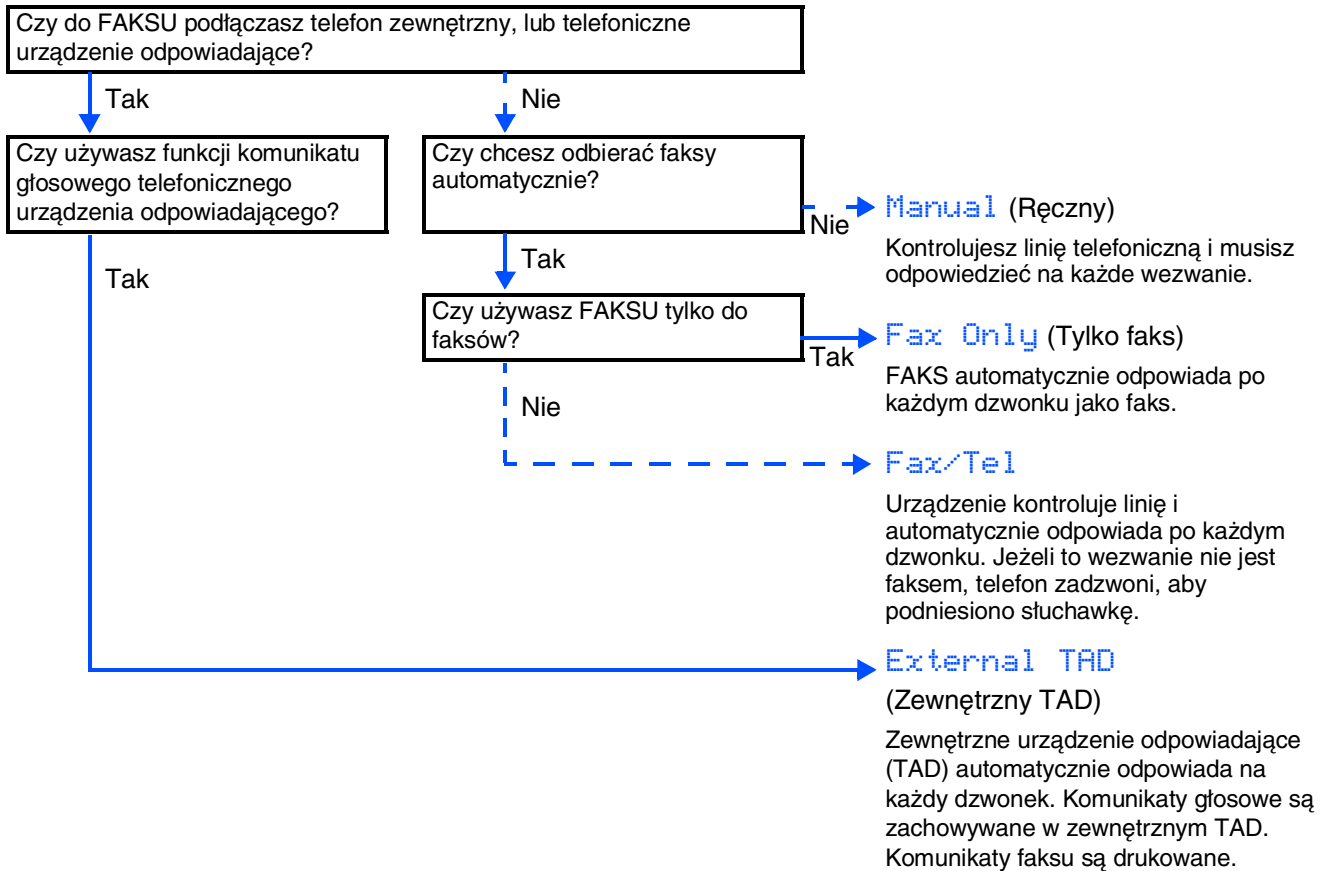 Czy do FAKSU podłączasz telefon zewnętrzny, lub telefoniczne
urządzenie odpowiadające?
Tak
Nie
Czy używasz funkcji komunikatu
głosowego telefonicznego
urządzenia odpowiadającego?
Czy chcesz odbierać faksy
automatycznie?
Nie
Manual (Ręczny)
Kontrolujesz linię telefoniczną i musisz
odpowiedzieć na każde wezwanie.
Tak
Tak
Czy używasz FAKSU tylko do
faksów?
Tak
Fax Only (Tylko faks)
FAKS automatycznie odpowiada po
każdym dzwonku jako faks.
Nie
Fax/Tel
Urządzenie kontroluje linię i
automatycznie odpowiada po każdym
dzwonku. Jeżeli to wezwanie nie jest
faksem, telefon zadzwoni, aby
podniesiono słuchawkę.
External TAD
(Zewnętrzny TAD)
Zewnętrzne urządzenie odpowiadające
(TAD) automatycznie odpowiada na
każdy dzwonek. Komunikaty głosowe są
zachowywane w zewnętrznym TAD.
Komunikaty faksu są drukowane.